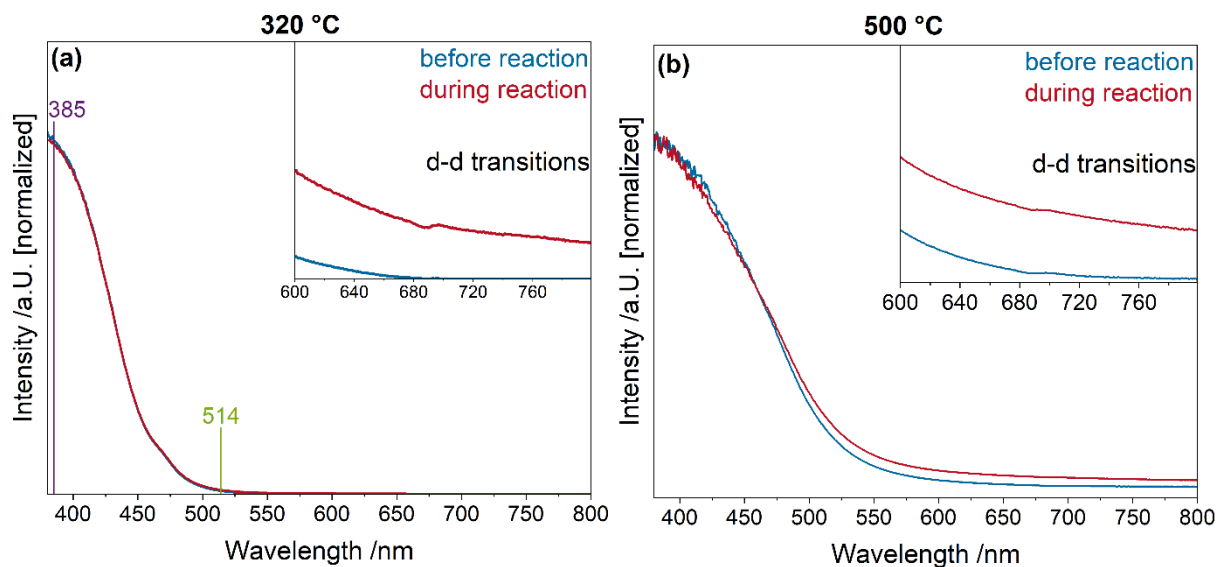 320 °C
(a)
before reaction
during reaction
385
d-d transitions
600 640 680 720 760
514
Intensity /a.U. [normalized]
400 450 500 550 600 650 700 750 800
Wavelength /nm
500 °C
(b)
before reaction
during reaction
d-d transitions
600 640 680 720 760
Intensity /a.U. [normalized]
400 450 500 550 600 650 700 750 800
Wavelength /nm